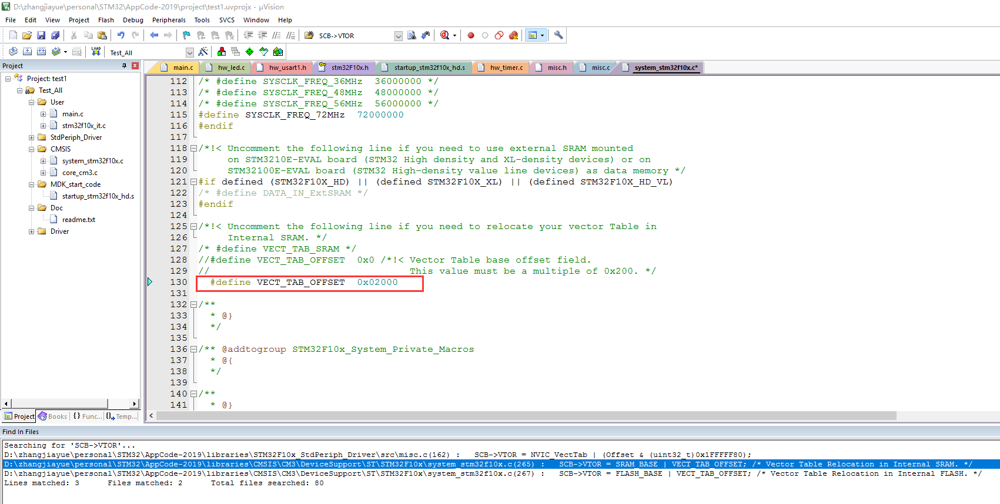 D:\zhangjiayue\personal\STM32\AppCode-2019\project\test1.uvprojx - µVision
File Edit View Project Flash Debug Peripherals Tools SVCS Window Help
SCB->VTOR
LOAD Test_All
Project
main.c hw_led.c hw_usart1.h stm32F10x.h startup_stm32f10x_hd.s hw_timer.c misc.h misc.c system_stm32f10x.c*
Project: test1
Test_All
User
main.c
stm32f10x_it.c
StdPeriph_Driver
CMSIS
system_stm32f10x.c
core_cm3.c
MDK_start_code
startup_stm32f10x_hd.s
Doc
readme.txt
Driver
Project Books Func... Temp...
112 /* #define SYSCLK_FREQ_36MHz  36000000 */
113 /* #define SYSCLK_FREQ_48MHz  48000000 */
114 /* #define SYSCLK_FREQ_56MHz  56000000 */
115 #define SYSCLK_FREQ_72MHz  72000000
116 #endif
117
118 /*!< Uncomment the following line if you need to use external SRAM mounted
119      on STM3210E-EVAL board (STM32 High density and XL-density devices) or on
120      STM32100E-EVAL board (STM32 High-density value line devices) as data memory */
121 #if defined (STM32F10X_HD) || (defined STM32F10X_XL) || (defined STM32F10X_HD_VL)
122 /* #define DATA_IN_ExtSRAM */
123 #endif
124
125 /*!< Uncomment the following line if you need to relocate your vector Table in
126      Internal SRAM. */
127 /* #define VECT_TAB_SRAM */
128 //#define VECT_TAB_OFFSET  0x0 /*!< Vector Table base offset field.
129 //                                  This value must be a multiple of 0x200. */
130   #define VECT_TAB_OFFSET  0x02000
131
132 /**
133   * @}
134   */
135
136 /** @addtogroup STM32F10x_System_Private_Macros
137   * @{
138   */
139
140 /**
141   * @}
Find In Files
Searching for 'SCB->VTOR'...
D:\zhangjiayue\personal\STM32\AppCode-2019\libraries\STM32F10x_StdPeriph_Driver\src\misc.c(162) :   SCB->VTOR = NVIC_VectTab | (Offset & (uint32_t)0x1FFFFF80);
D:\zhangjiayue\personal\STM32\AppCode-2019\libraries\CMSIS\CM3\DeviceSupport\ST\STM32F10x\system_stm32f10x.c(265) :   SCB->VTOR = SRAM_BASE | VECT_TAB_OFFSET; /* Vector Table Relocation in Internal SRAM. */
D:\zhangjiayue\personal\STM32\AppCode-2019\libraries\CMSIS\CM3\DeviceSupport\ST\STM32F10x\system_stm32f10x.c(267) :   SCB->VTOR = FLASH_BASE | VECT_TAB_OFFSET; /* Vector Table Relocation in Internal FLASH. */
Lines matched: 3      Files matched: 2      Total files searched: 80